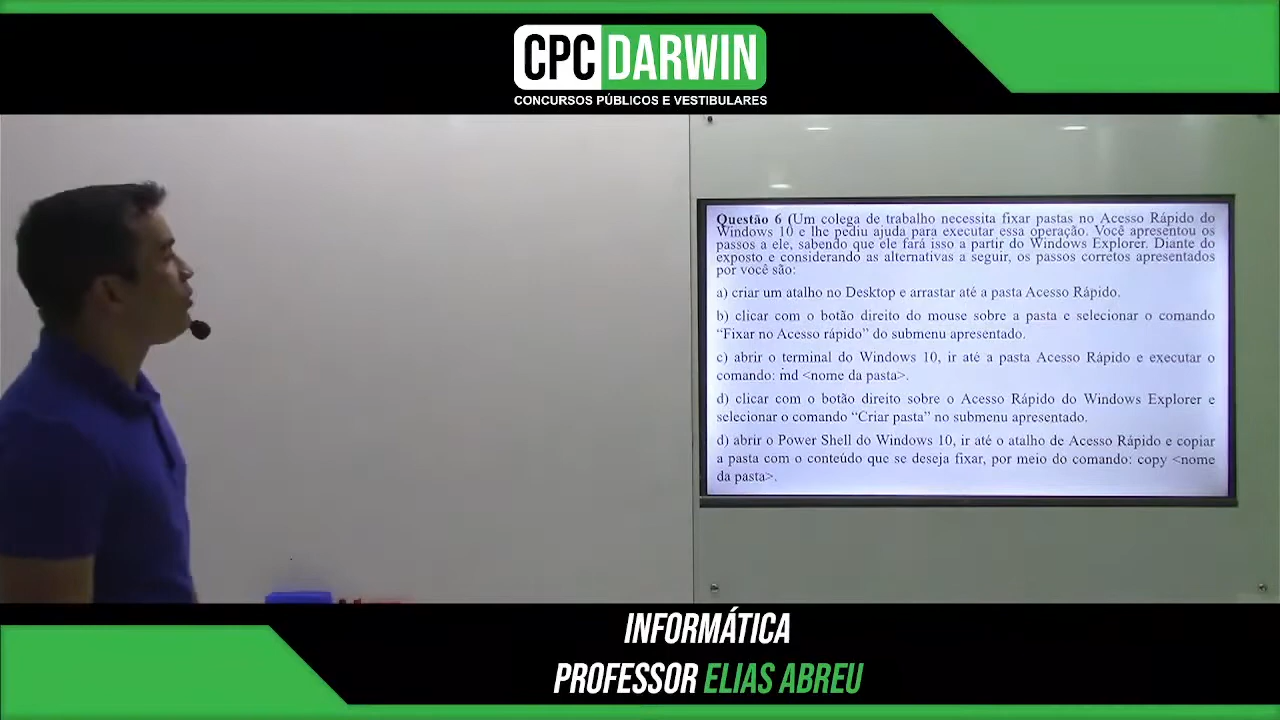 CPC DARWIN
CONCURSOS PÚBLICOS E VESTIBULARES
Questão 6 (Um colega de trabalho necessita fixar pastas no Acesso Rápido do
Windows 10 e lhe pediu ajuda para executar essa operação. Você apresentou os
passos a ele, sabendo que ele fará isso a partir do Windows Explorer. Diante do
exposto e considerando as alternativas a seguir, os passos corretos apresentados
por você são:
a) criar um atalho no Desktop e arrastar até a pasta Acesso Rápido.
b) clicar com o botão direito do mouse sobre a pasta e selecionar o comando
“Fixar no Acesso rápido” do submenu apresentado.
c) abrir o terminal do Windows 10, ir até a pasta Acesso Rápido e executar o
comando: md <nome da pasta>.
d) clicar com o botão direito sobre o Acesso Rápido do Windows Explorer e
selecionar o comando “Criar pasta” no submenu apresentado.
d) abrir o Power Shell do Windows 10, ir até o atalho de Acesso Rápido e copiar
a pasta com o conteúdo que se deseja fixar, por meio do comando: copy <nome
da pasta>.
INFORMÁTICA
PROFESSOR ELIAS ABREU